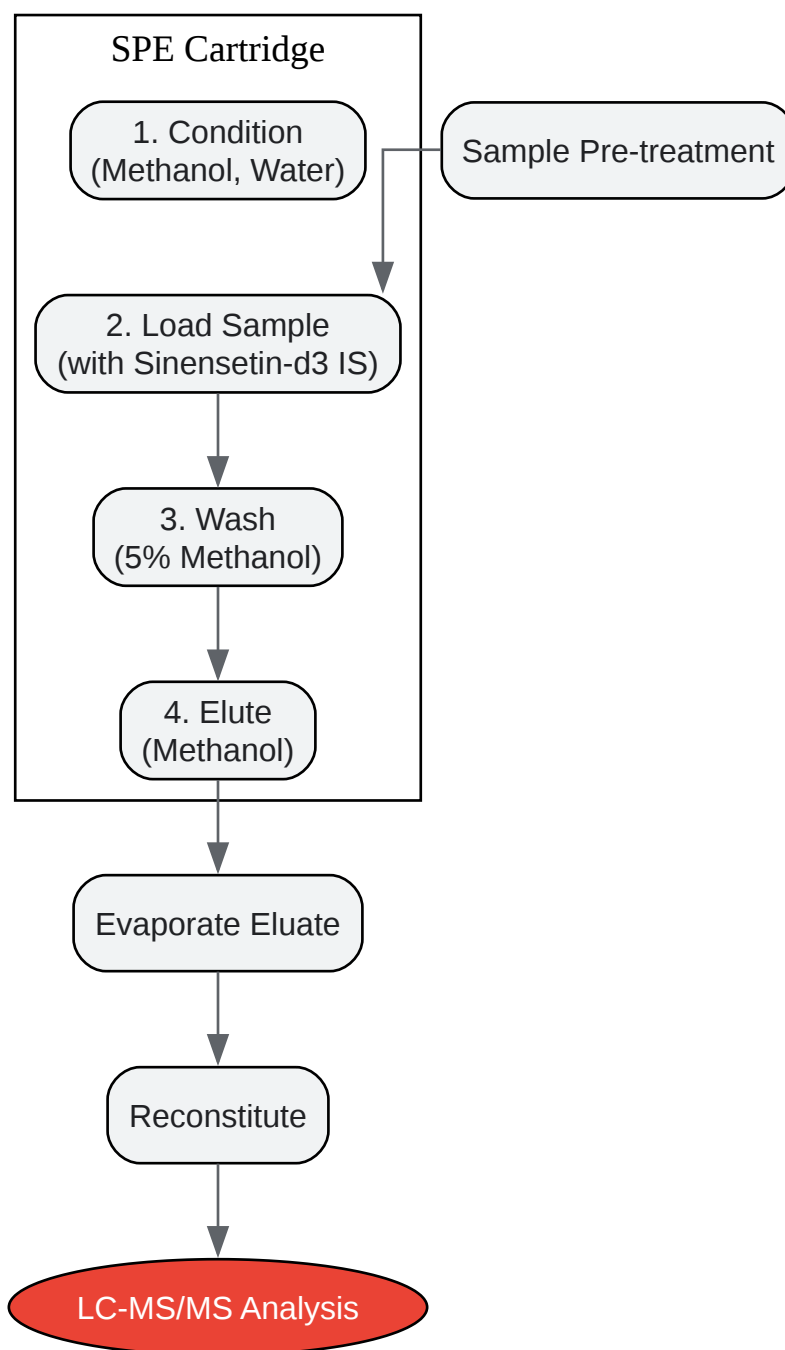 SPE Cartridge
1. Condition
(Methanol, Water)
Sample Pre-treatment
2. Load Sample
(with Sinensetin-d3 IS)
3. Wash
(5% Methanol)
4. Elute
(Methanol)
Evaporate Eluate
Reconstitute
LC-MS/MS Analysis